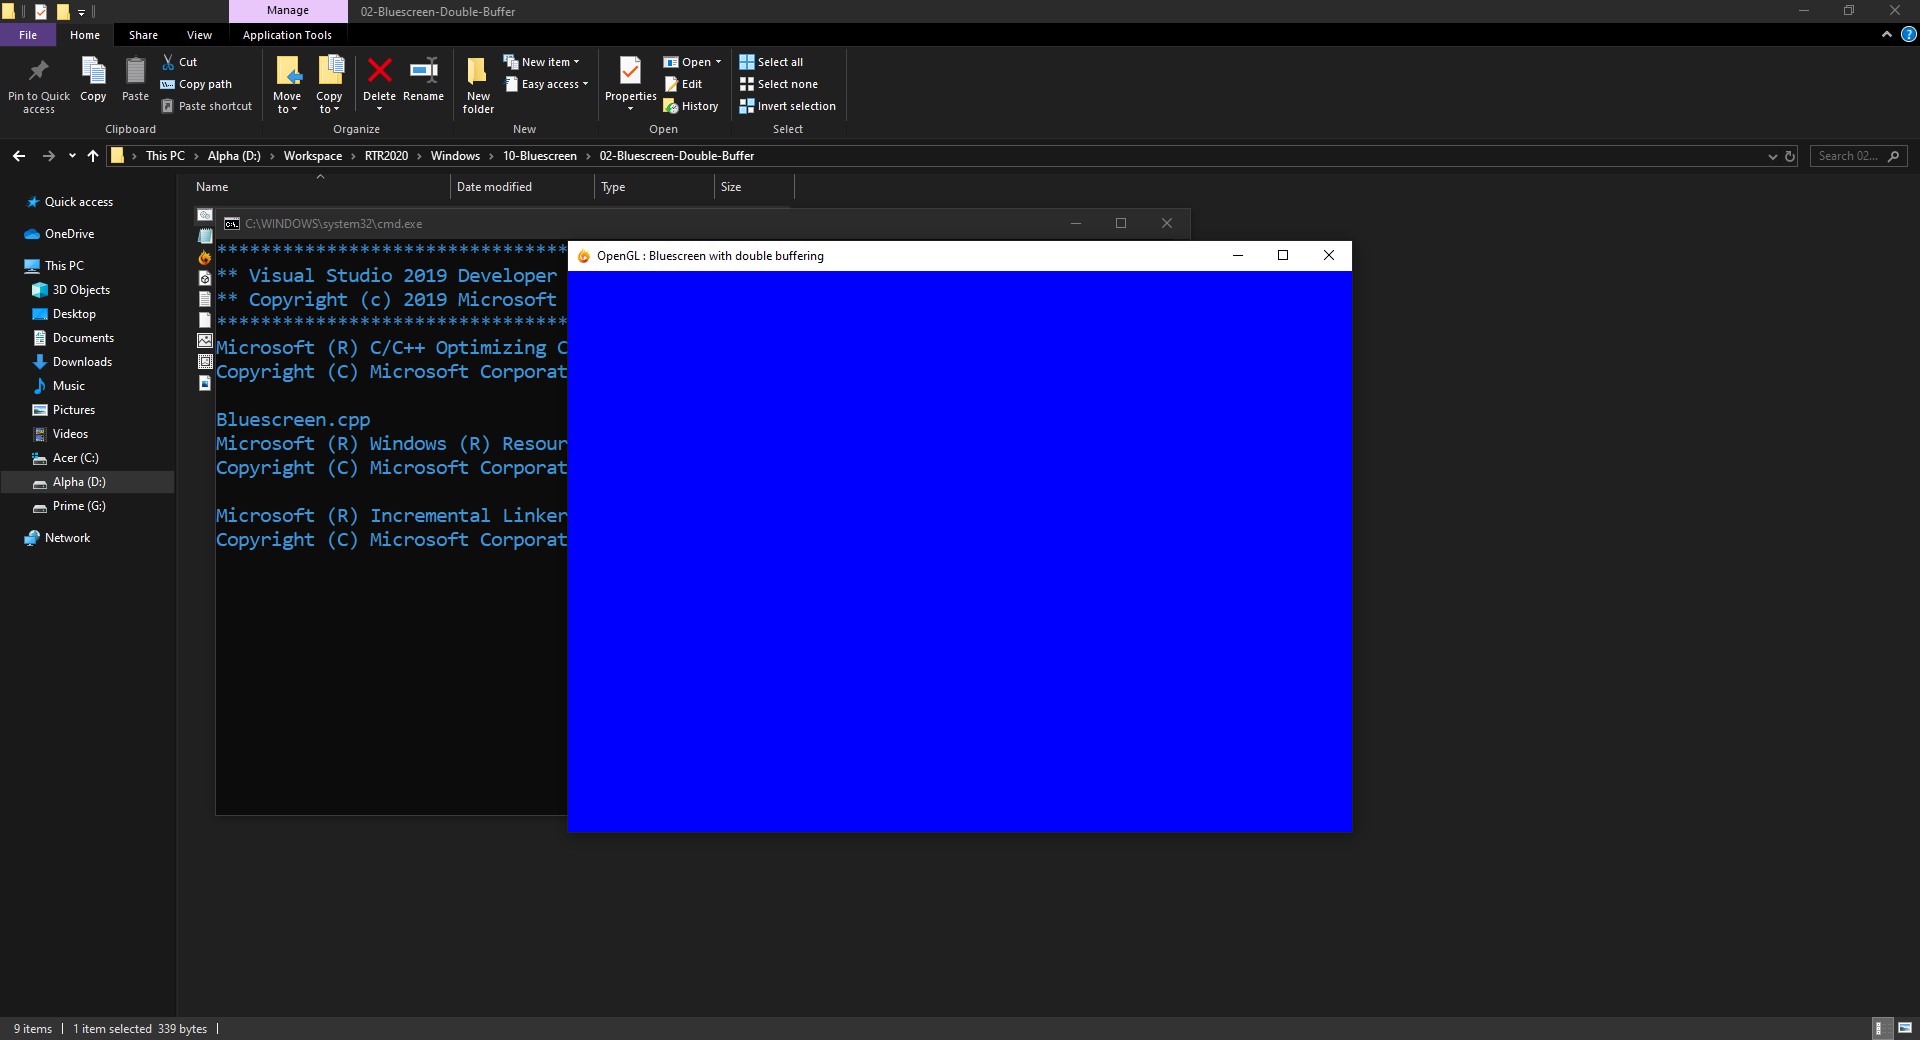 Manage
02-Bluescreen-Double-Buffer
File
Home
Share
View
Application Tools
Pin to Quick
access
Copy
Paste
Cut
Copy path
Paste shortcut
Clipboard
Move
to
Copy
to
Delete
Rename
Organize
New
folder
New item
Easy access
New
Properties
Open
Edit
History
Open
Select all
Select none
Invert selection
Select
This PC
Alpha (D:)
Workspace
RTR2020
Windows
10-Bluescreen
02-Bluescreen-Double-Buffer
Search 02...
Name
Date modified
Type
Size
Quick access
OneDrive
This PC
3D Objects
Desktop
Documents
Downloads
Music
Pictures
Videos
Acer (C:)
Alpha (D:)
Prime (G:)
Network
C:\WINDOWS\system32\cmd.exe
********************************
** Visual Studio 2019 Developer
** Copyright (c) 2019 Microsoft
********************************
Microsoft (R) C/C++ Optimizing C
Copyright (C) Microsoft Corporat
Bluescreen.cpp
Microsoft (R) Windows (R) Resour
Copyright (C) Microsoft Corporat
Microsoft (R) Incremental Linker
Copyright (C) Microsoft Corporat
OpenGL : Bluescreen with double buffering
9 items
1 item selected 339 bytes